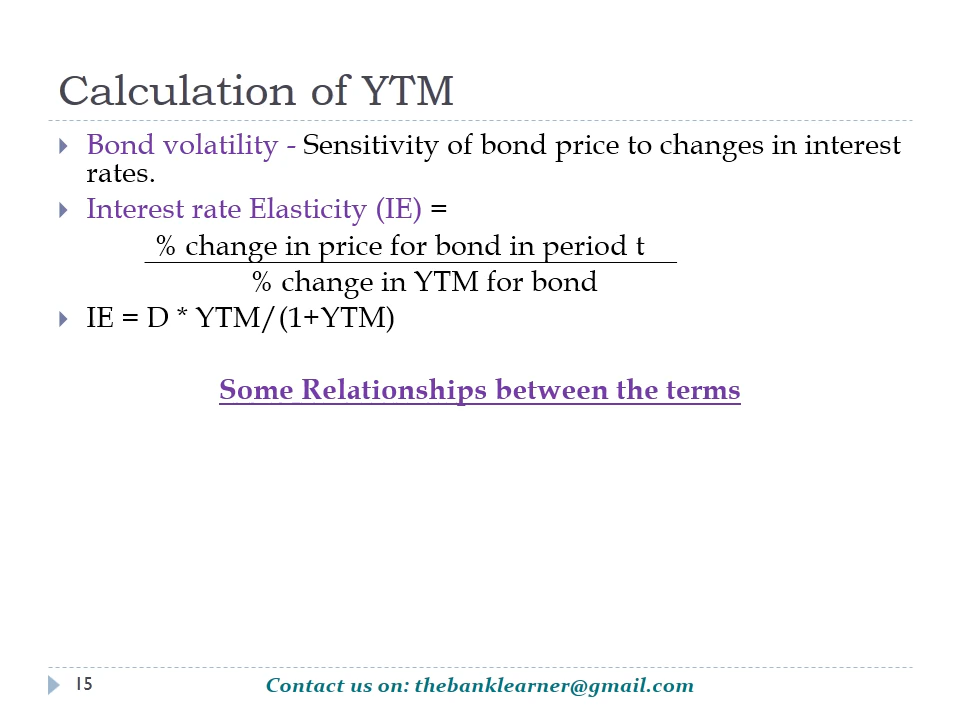 Calculation of YTM
Bond volatility - Sensitivity of bond price to changes in interest
rates.
Interest rate Elasticity (IE) =
% change in price for bond in period t
% change in YTM for bond
IE = D * YTM/(1+YTM)
Some Relationships between the terms
15
Contact us on: thebanklearner@gmail.com